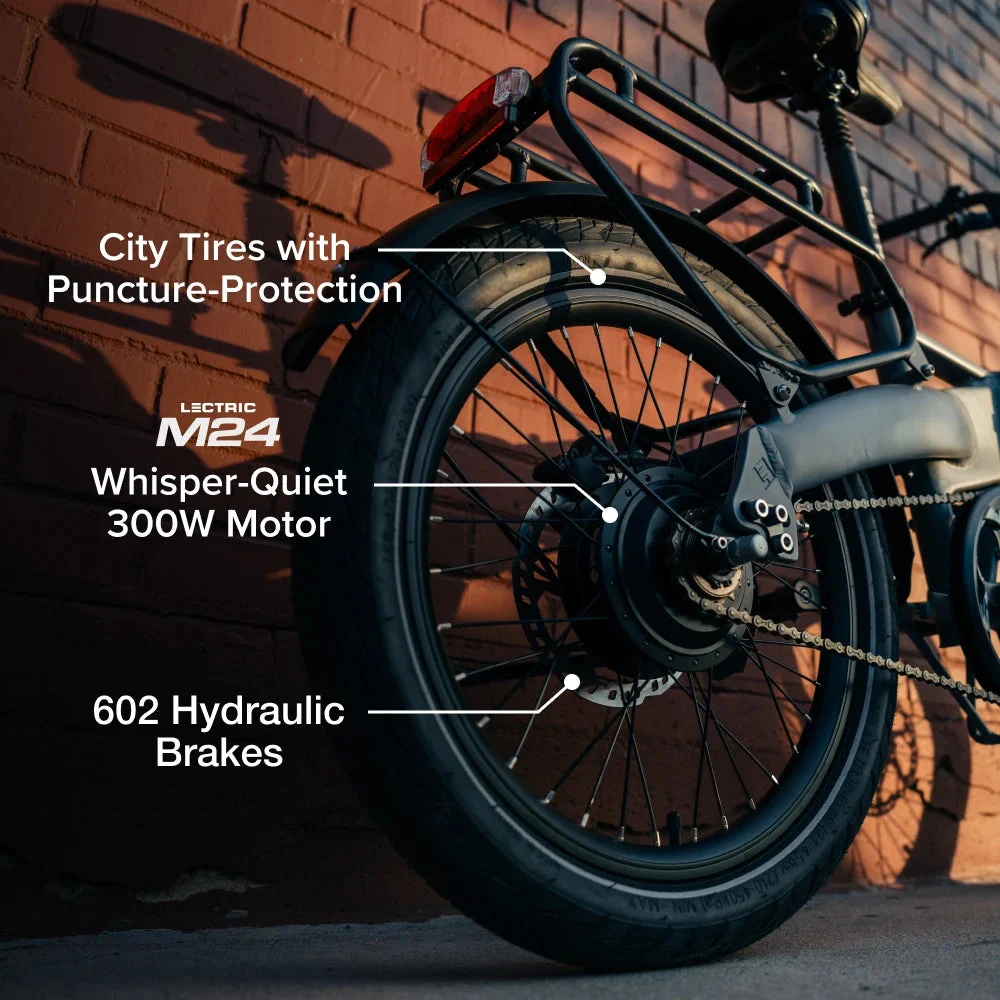 City Tires with
Puncture-Protection
LECTRIC
M24
Whisper-Quiet
300W Motor
602 Hydraulic
Brakes